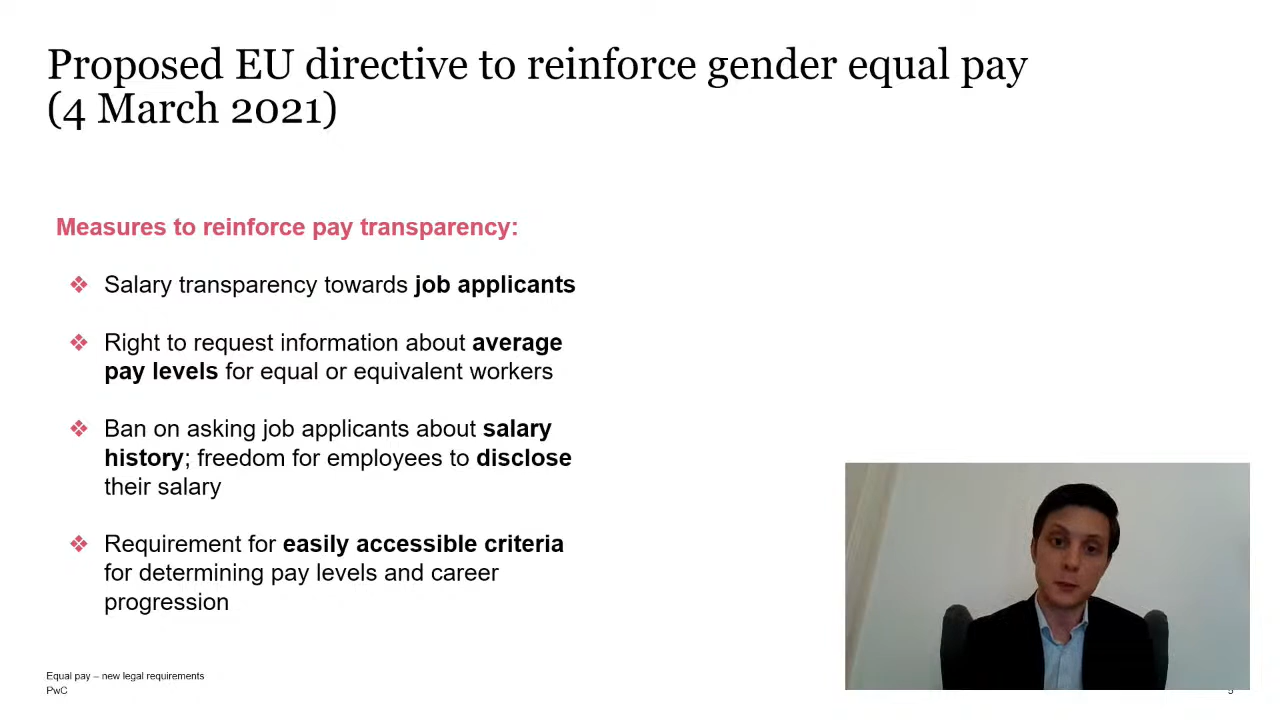 Proposed EU directive to reinforce gender equal pay
(4 March 2021)
Measures to reinforce pay transparency:
❖ Salary transparency towards job applicants
❖ Right to request information about average
pay levels for equal or equivalent workers
❖ Ban on asking job applicants about salary
history; freedom for employees to disclose
their salary
❖ Requirement for easily accessible criteria
for determining pay levels and career
progression
Equal pay – new legal requirements
PwC